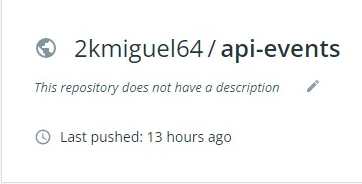 2kmiguel64 / api-events
This repository does not have a description
Last pushed: 13 hours ago